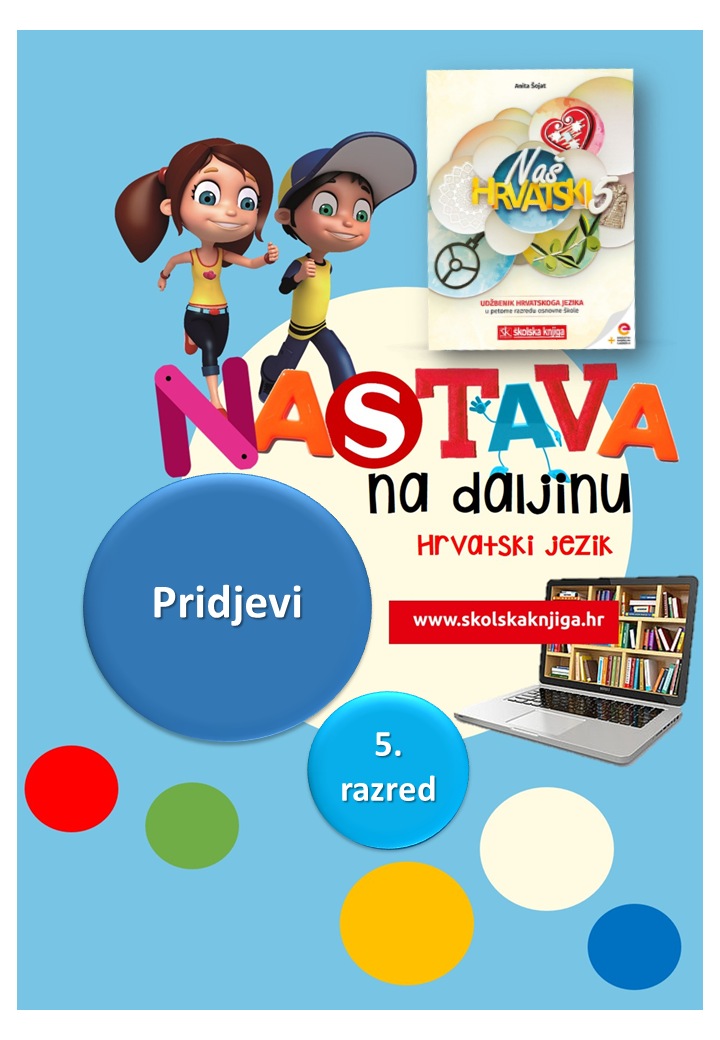 Anita Šojat
Naš
HRVATSKI 5
UDŽBENIK HRVATSKOGA JEZIKA
u petome razredu osnovne škole
sk školska knjiga
NASTAVA
na daljinu
Hrvatski jezik
Pridjevi
www.skolskaknjiga.hr
5.
razred